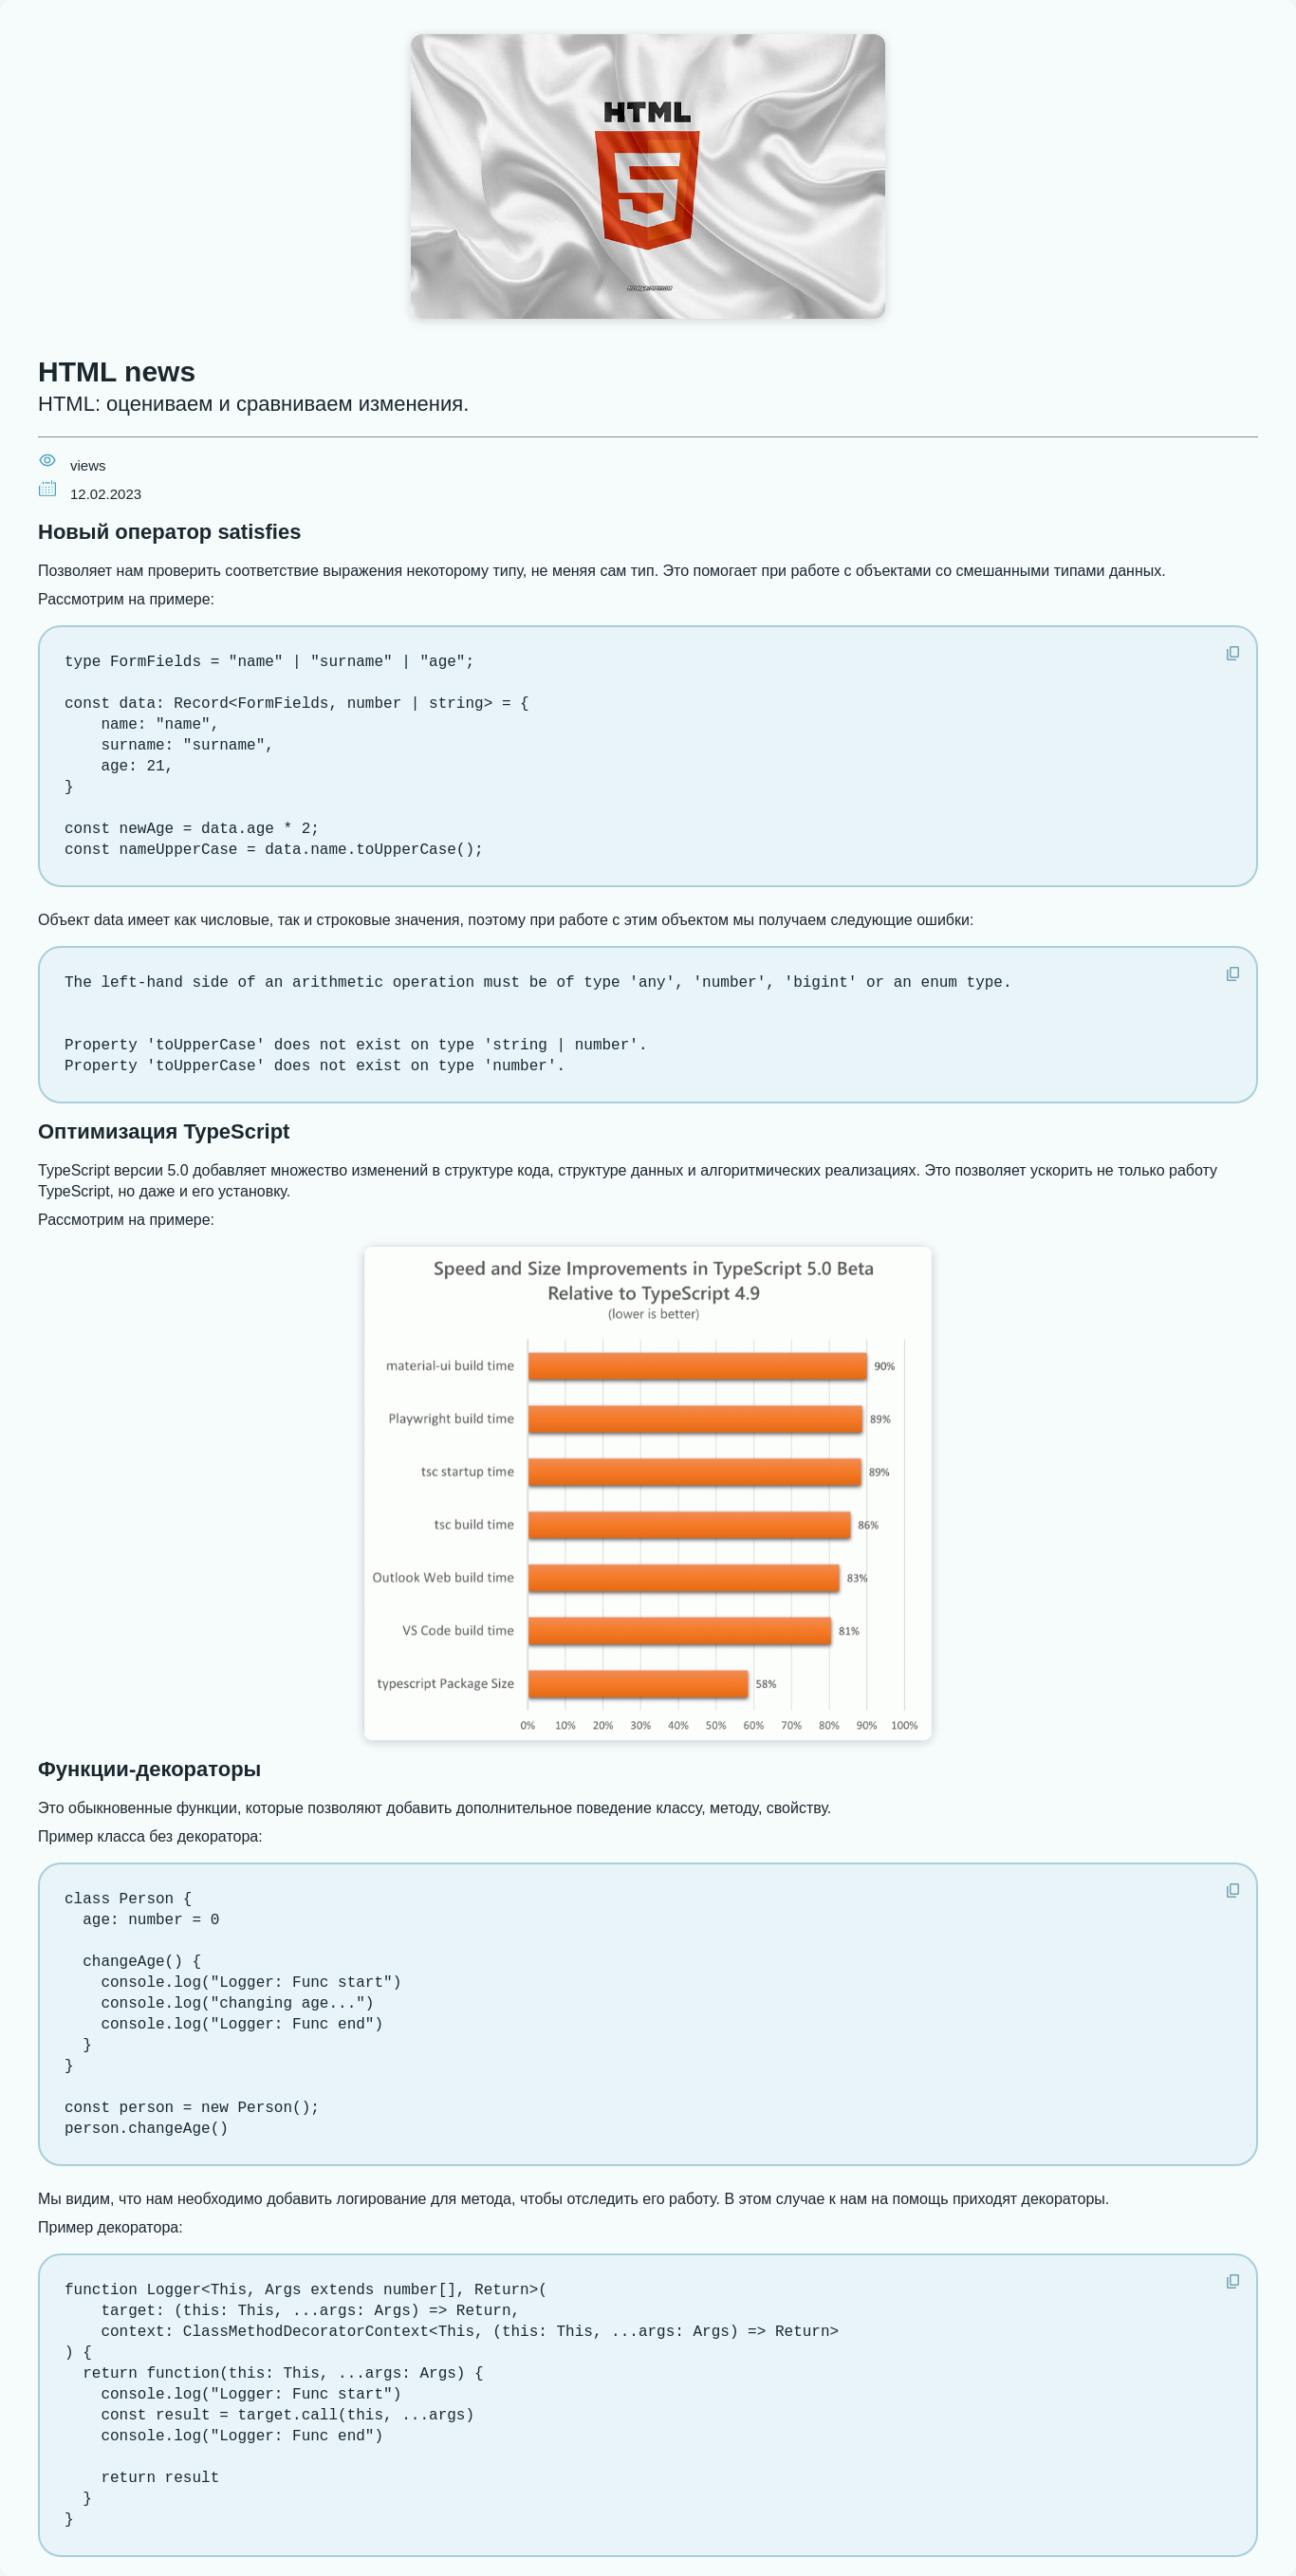 HTML
HTML news
HTML: оцениваем и сравниваем изменения.
views
12.02.2023
Новый оператор satisfies
Позволяет нам проверить соответствие выражения некоторому типу, не меняя сам тип. Это помогает при работе с объектами со смешанными типами данных.
Рассмотрим на примере:
type FormFields = "name" | "surname" | "age";
const data: Record<FormFields, number | string> = {
    name: "name",
    surname: "surname",
    age: 21,
}
const newAge = data.age * 2;
const nameUpperCase = data.name.toUpperCase();
Объект data имеет как числовые, так и строковые значения, поэтому при работе с этим объектом мы получаем следующие ошибки:
The left-hand side of an arithmetic operation must be of type 'any', 'number', 'bigint' or an enum type.
Property 'toUpperCase' does not exist on type 'string | number'.
Property 'toUpperCase' does not exist on type 'number'.
Оптимизация TypeScript
TypeScript версии 5.0 добавляет множество изменений в структуре кода, структуре данных и алгоритмических реализациях. Это позволяет ускорить не только работу
TypeScript, но даже и его установку.
Рассмотрим на примере:
Speed and Size Improvements in TypeScript 5.0 Beta
Relative to TypeScript 4.9
(lower is better)
material-ui build time 90%
Playwright build time 89%
tsc startup time 89%
tsc build time 86%
Outlook Web build time 83%
VS Code build time 81%
typescript Package Size 58%
0% 10% 20% 30% 40% 50% 60% 70% 80% 90% 100%
Функции-декораторы
Это обыкновенные функции, которые позволяют добавить дополнительное поведение классу, методу, свойству.
Пример класса без декоратора:
class Person {
  age: number = 0
  changeAge() {
    console.log("Logger: Func start")
    console.log("changing age...")
    console.log("Logger: Func end")
  }
}
const person = new Person();
person.changeAge()
Мы видим, что нам необходимо добавить логирование для метода, чтобы отследить его работу. В этом случае к нам на помощь приходят декораторы.
Пример декоратора:
function Logger<This, Args extends number[], Return>(
    target: (this: This, ...args: Args) => Return,
    context: ClassMethodDecoratorContext<This, (this: This, ...args: Args) => Return>
) {
  return function(this: This, ...args: Args) {
    console.log("Logger: Func start")
    const result = target.call(this, ...args)
    console.log("Logger: Func end")
    return result
  }
}